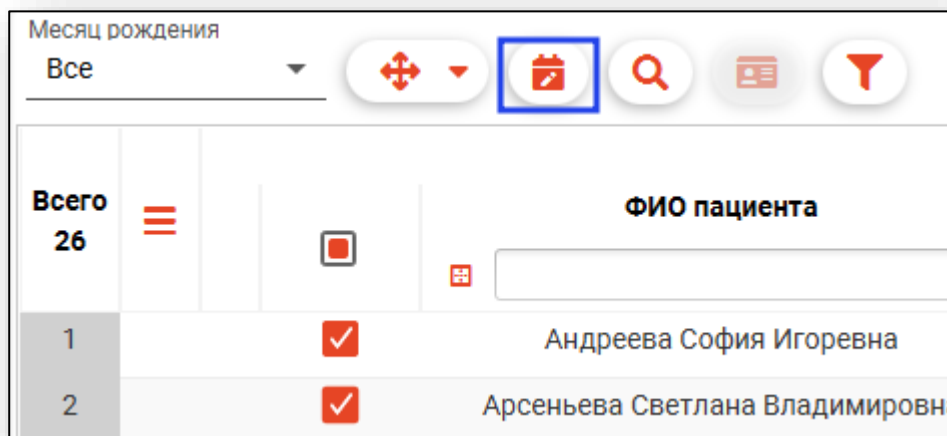 Месяц рождения
Все
Всего
26
ФИО пациента
1
Андреева София Игоревна
2
Арсеньева Светлана Владимировн